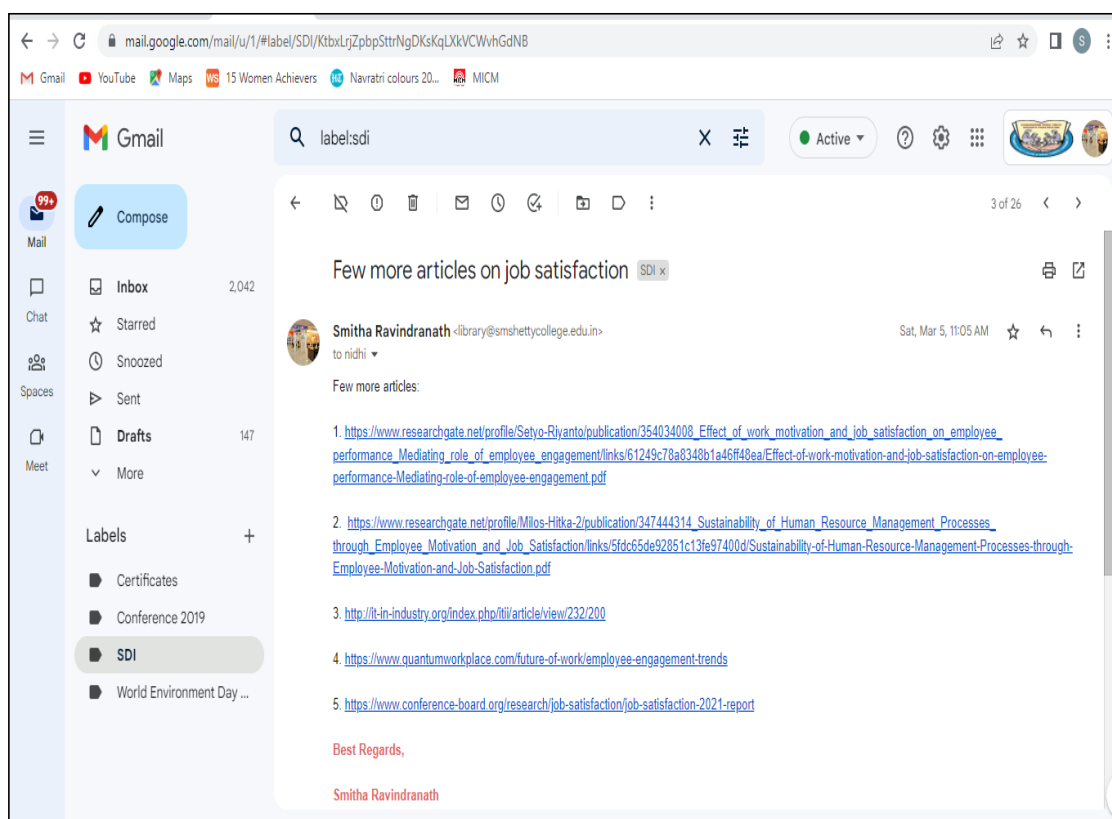 mail.google.com/mail/u/1/#label/SDI/KtbxLrjZpbpSttrNgDKsKqLXkVCWvhGdNB
S
Gmail YouTube Maps WS 15 Women Achievers Navratri colours 20... MICM
Gmail
label:sdi
Active
99+
Mail
Chat
Spaces
Meet
Compose
Inbox 2,042
Starred
Snoozed
Sent
Drafts 147
More
Labels +
Certificates
Conference 2019
SDI
World Environment Day ...
3 of 26
Few more articles on job satisfaction SDI x
Smitha Ravindranath <library@smshettycollege.edu.in> Sat, Mar 5, 11:05 AM
to nidhi
Few more articles:
1. https://www.researchgate.net/profile/Setyo-Riyanto/publication/354034008_Effect_of_work_motivation_and_job_satisfaction_on_employee_
performance_Mediating_role_of_employee_engagement/links/61249c78a8348b1a46ff48ea/Effect-of-work-motivation-and-job-satisfaction-on-employee-
performance-Mediating-role-of-employee-engagement.pdf
2. https://www.researchgate.net/profile/Milos-Hitka-2/publication/347444314_Sustainability_of_Human_Resource_Management_Processes_
through_Employee_Motivation_and_Job_Satisfaction/links/5fdc65de92851c13fe97400d/Sustainability-of-Human-Resource-Management-Processes-through-
Employee-Motivation-and-Job-Satisfaction.pdf
3. http://it-in-industry.org/index.php/itii/article/view/232/200
4. https://www.quantumworkplace.com/future-of-work/employee-engagement-trends
5. https://www.conference-board.org/research/job-satisfaction/job-satisfaction-2021-report
Best Regards,
Smitha Ravindranath